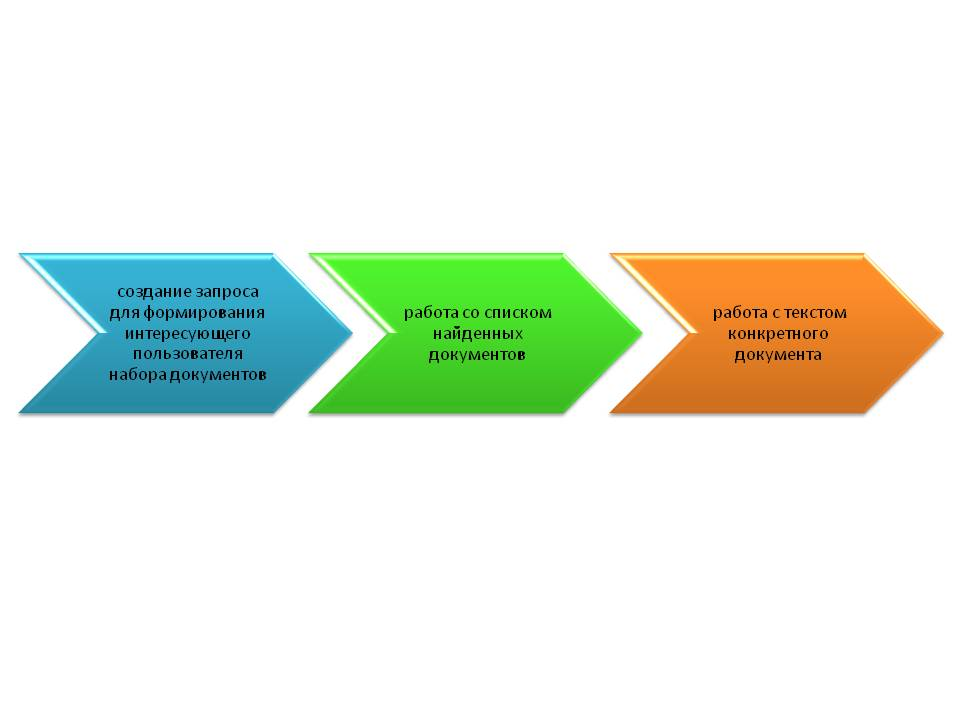 создание запроса
для формирования
интересующего
пользователя
набора документов
работа со списком
найденных
документов
работа с текстом
конкретного
документа